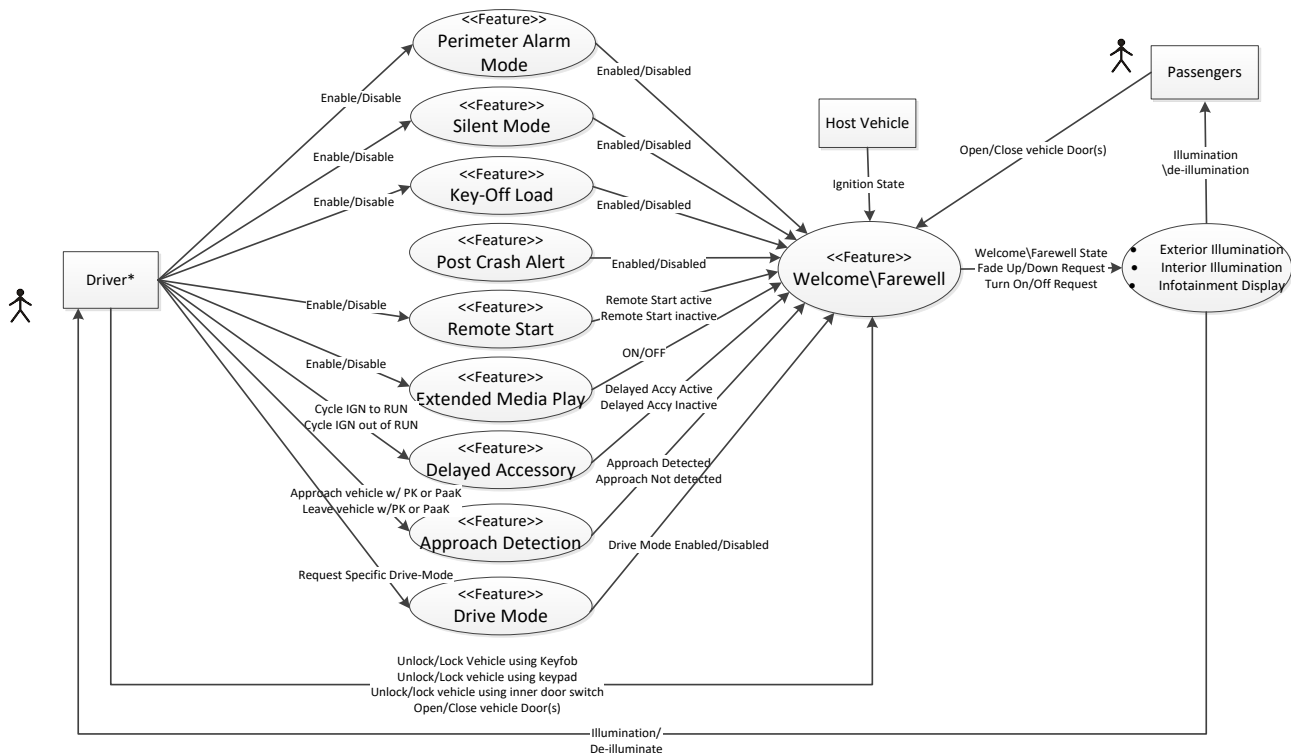 <<Feature>>
Perimeter Alarm
Mode
Enable/Disable
Enabled/Disabled
<<Feature>>
Silent Mode
Enable/Disable
Enabled/Disabled
<<Feature>>
Key-Off Load
Enable/Disable
Enabled/Disabled
<<Feature>>
Post Crash Alert
Enabled/Disabled
Driver*
<<Feature>>
Remote Start
Enable/Disable
Remote Start active
Remote Start inactive
<<Feature>>
Extended Media Play
Enable/Disable
ON/OFF
<<Feature>>
Delayed Accessory
Cycle IGN to RUN
Cycle IGN out of RUN
Delayed Accy Active
Delayed Accy Inactive
<<Feature>>
Approach Detection
Approach vehicle w/ PK or PaaK
Leave vehicle w/PK or PaaK
Approach Detected
Approach Not detected
<<Feature>>
Drive Mode
Request Specific Drive-Mode
Drive Mode Enabled/Disabled
Host Vehicle
Ignition State
<<Feature>>
Welcome\Farewell
Passengers
Open/Close vehicle Door(s)
Illumination
\de-illumination
Welcome\Farewell State
Fade Up/Down Request
Turn On/Off Request
• Exterior Illumination
• Interior Illumination
• Infotainment Display
Unlock/Lock Vehicle using Keyfob
Unlock/Lock vehicle using keypad
Unlock/lock vehicle using inner door switch
Open/Close vehicle Door(s)
Illumination/
De-illuminate